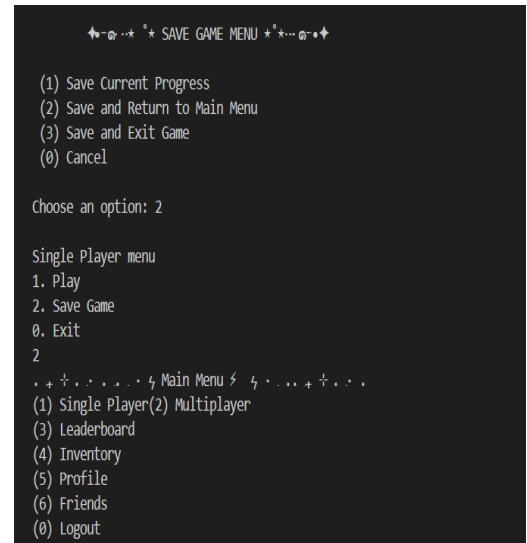 ✦•⁃๑┈⋆ ˚⋆ SAVE GAME MENU ⋆˚⋆┈๑⁃•✦
(1) Save Current Progress
(2) Save and Return to Main Menu
(3) Save and Exit Game
(0) Cancel
Choose an option: 2
Single Player menu
1. Play
2. Save Game
0. Exit
2
. ₊ ⊹ . ݁ . . ݁ . ϟ Main Menu ⚡ ϟ . ݁ . . ₊ ⊹ . ݁ .
(1) Single Player(2) Multiplayer
(3) Leaderboard
(4) Inventory
(5) Profile
(6) Friends
(0) Logout